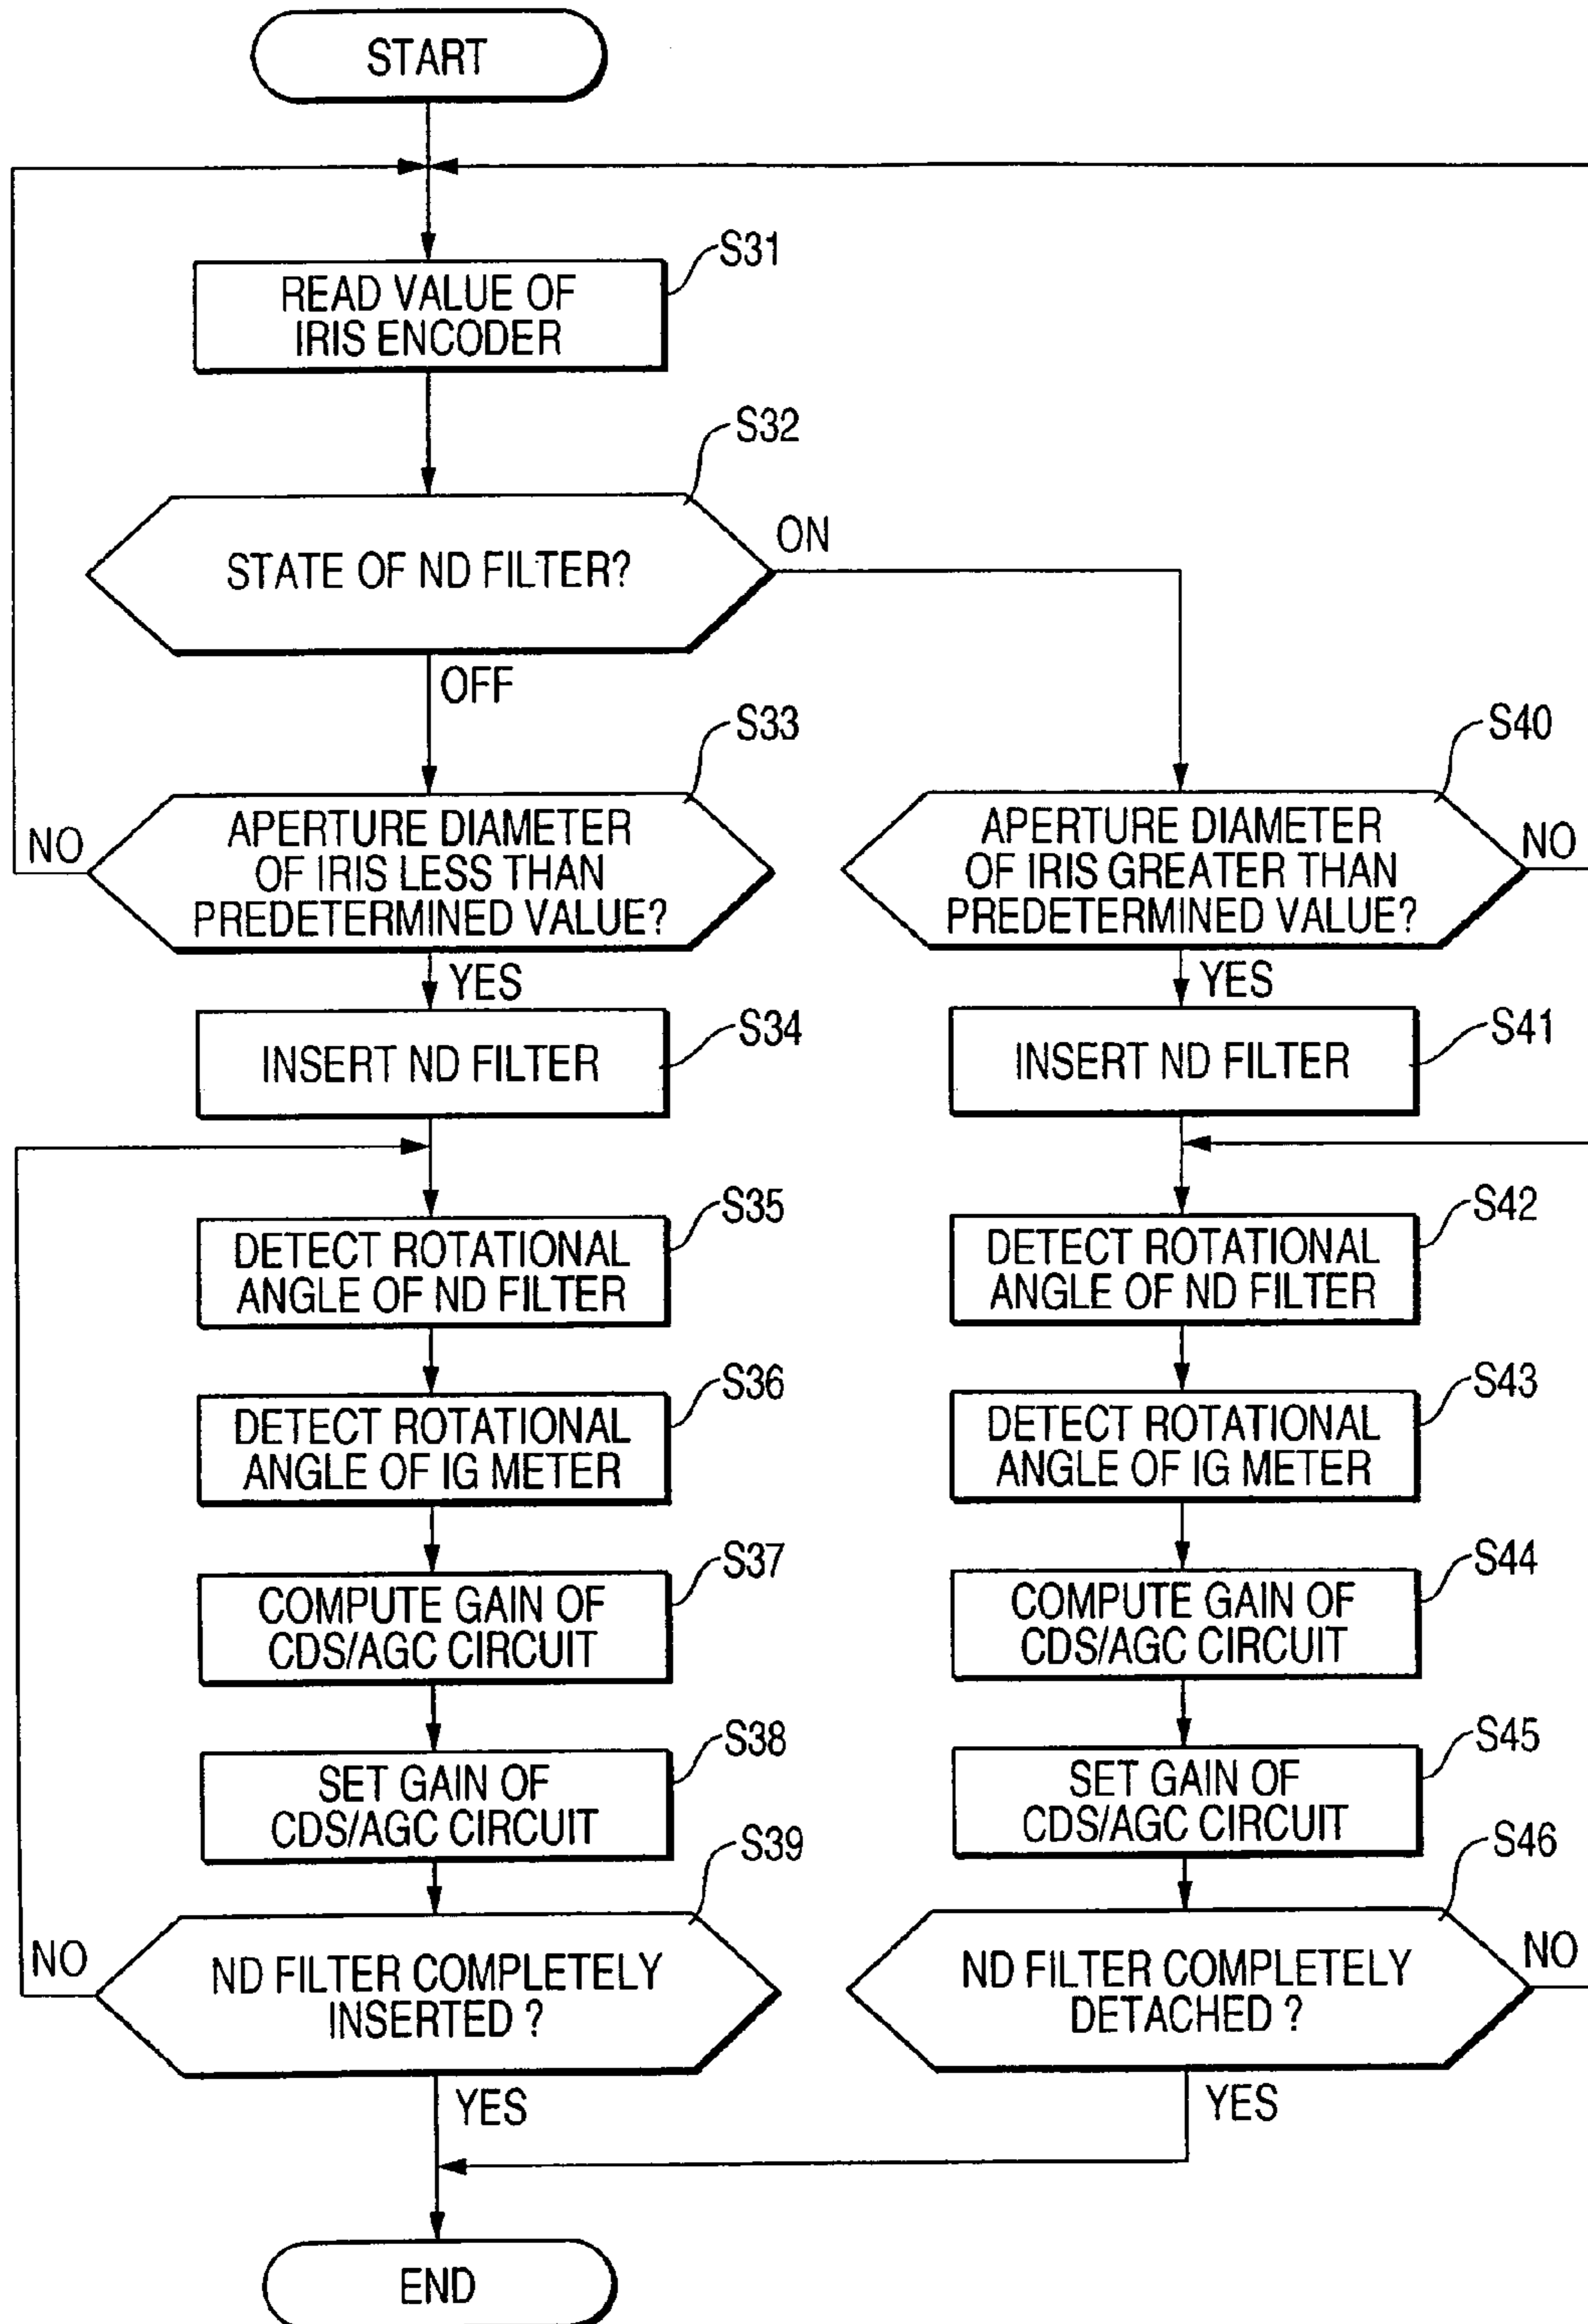 START
S31
READ VALUE OF
IRIS ENCODER
S32
STATE OF ND FILTER?
ON
OFF
S33
APERTURE DIAMETER
OF IRIS LESS THAN
PREDETERMINED VALUE?
NO
YES
S40
APERTURE DIAMETER
OF IRIS GREATER THAN
PREDETERMINED VALUE?
NO
YES
S34
INSERT ND FILTER
S41
INSERT ND FILTER
S35
DETECT ROTATIONAL
ANGLE OF ND FILTER
S42
DETECT ROTATIONAL
ANGLE OF ND FILTER
S36
DETECT ROTATIONAL
ANGLE OF IG METER
S43
DETECT ROTATIONAL
ANGLE OF IG METER
S37
COMPUTE GAIN OF
CDS/AGC CIRCUIT
S44
COMPUTE GAIN OF
CDS/AGC CIRCUIT
S38
SET GAIN OF
CDS/AGC CIRCUIT
S45
SET GAIN OF
CDS/AGC CIRCUIT
S39
ND FILTER COMPLETELY
INSERTED ?
NO
YES
S46
ND FILTER COMPLETELY
DETACHED ?
NO
YES
END